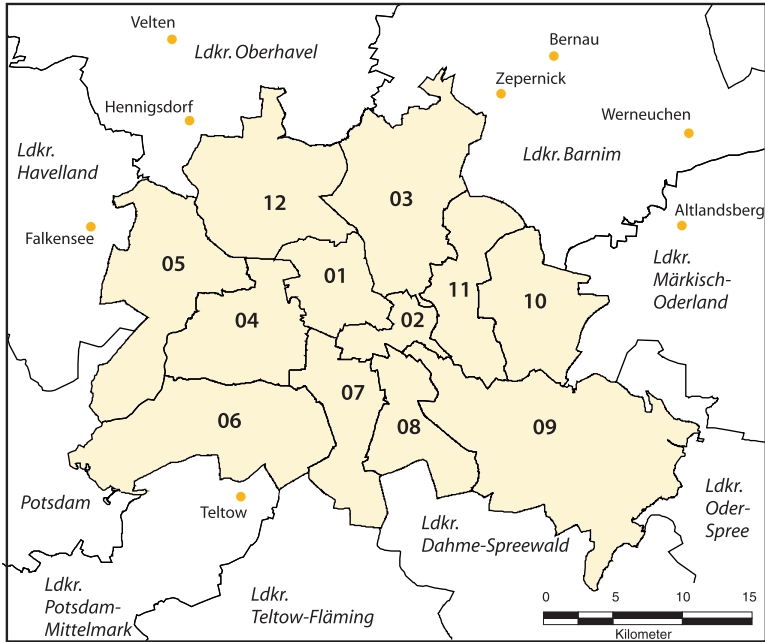 Velten
Ldkr. Oberhavel
Bernau
Zepernick
Hennigsdorf
Werneuchen
Ldkr.
Havelland
Ldkr. Barnim
12
03
Altlandsberg
Falkensee
05
01
11
10
Ldkr.
Märkisch-
Oderland
04
02
07
06
08
09
Potsdam
Teltow
Ldkr.
Dahme-Spreewald
Ldkr.
Oder-
Spree
Ldkr.
Potsdam-
Mittelmark
Ldkr.
Teltow-Fläming
0 5 10 15
Kilometer